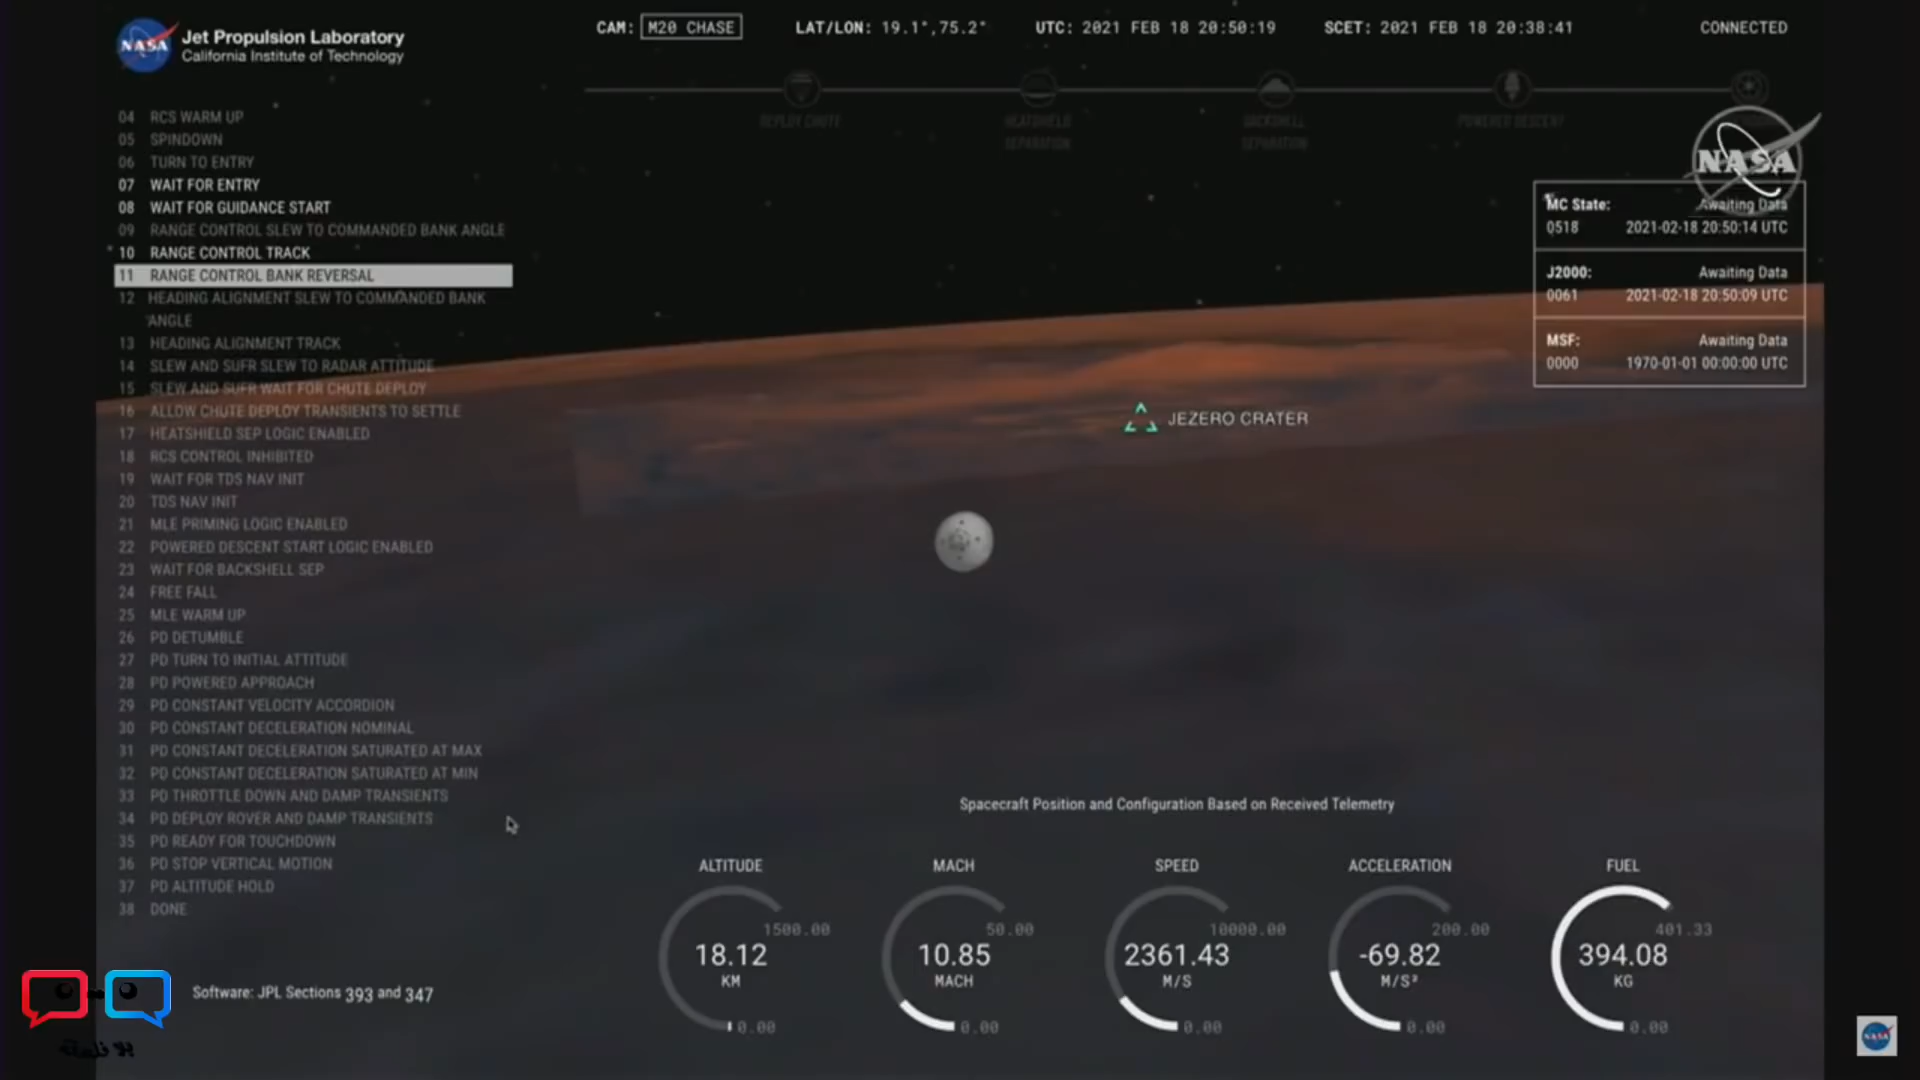 NASA
Jet Propulsion Laboratory
California Institute of Technology
CAM: M20 CHASE
LAT/LON: 19.1°,75.2°
UTC: 2021 FEB 18 20:50:19
SCET: 2021 FEB 18 20:38:41
CONNECTED
DEPLOY CHUTE
HEATSHIELD
SEPARATION
BACKSHELL
SEPARATION
POWERED DESCENT
NASA
04 RCS WARM UP
05 SPINDOWN
06 TURN TO ENTRY
07 WAIT FOR ENTRY
08 WAIT FOR GUIDANCE START
09 RANGE CONTROL SLEW TO COMMANDED BANK ANGLE
10 RANGE CONTROL TRACK
11 RANGE CONTROL BANK REVERSAL
12 HEADING ALIGNMENT SLEW TO COMMANDED BANK
ANGLE
13 HEADING ALIGNMENT TRACK
14 SLEW AND SUFR SLEW TO RADAR ATTITUDE
15 SLEW AND SUFR WAIT FOR CHUTE DEPLOY
16 ALLOW CHUTE DEPLOY TRANSIENTS TO SETTLE
17 HEATSHIELD SEP LOGIC ENABLED
18 RCS CONTROL INHIBITED
19 WAIT FOR TDS NAV INIT
20 TDS NAV INIT
21 MLE PRIMING LOGIC ENABLED
22 POWERED DESCENT START LOGIC ENABLED
23 WAIT FOR BACKSHELL SEP
24 FREE FALL
25 MLE WARM UP
26 PD DETUMBLE
27 PD TURN TO INITIAL ATTITUDE
28 PD POWERED APPROACH
29 PD CONSTANT VELOCITY ACCORDION
30 PD CONSTANT DECELERATION NOMINAL
31 PD CONSTANT DECELERATION SATURATED AT MAX
32 PD CONSTANT DECELERATION SATURATED AT MIN
33 PD THROTTLE DOWN AND DAMP TRANSIENTS
34 PD DEPLOY ROVER AND DAMP TRANSIENTS
35 PD READY FOR TOUCHDOWN
36 PD STOP VERTICAL MOTION
37 PD ALTITUDE HOLD
38 DONE
MC State: Awaiting Data
0518 2021-02-18 20:50:14 UTC
J2000: Awaiting Data
0061 2021-02-18 20:50:09 UTC
MSF: Awaiting Data
0000 1970-01-01 00:00:00 UTC
JEZERO CRATER
Spacecraft Position and Configuration Based on Received Telemetry
ALTITUDE
1500.00
18.12
KM
0.00
MACH
50.00
10.85
MACH
0.00
SPEED
10000.00
2361.43
M/S
0.00
ACCELERATION
200.00
-69.82
M/S²
0.00
FUEL
401.33
394.08
KG
0.00
Software: JPL Sections 393 and 347
NASA